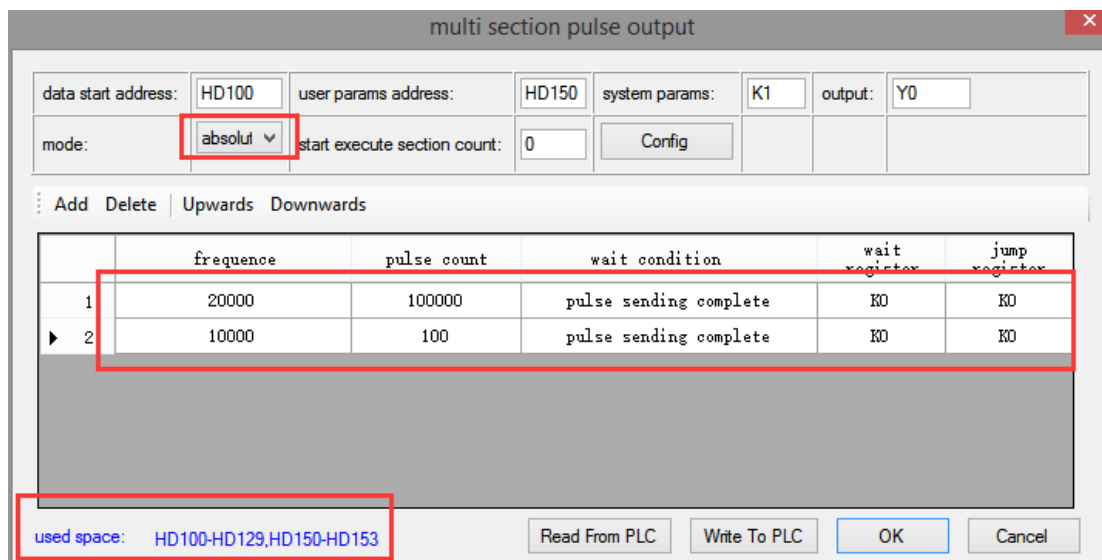 multi section pulse output
data start address: HD100 user params address: HD150 system params: K1 output: Y0
mode: absolut start execute section count: 0 Config
Add Delete Upwards Downwards
frequence pulse count wait condition wait register jump register
1 20000 100000 pulse sending complete K0 K0
2 10000 100 pulse sending complete K0 K0
used space: HD100-HD129,HD150-HD153 Read From PLC Write To PLC OK Cancel